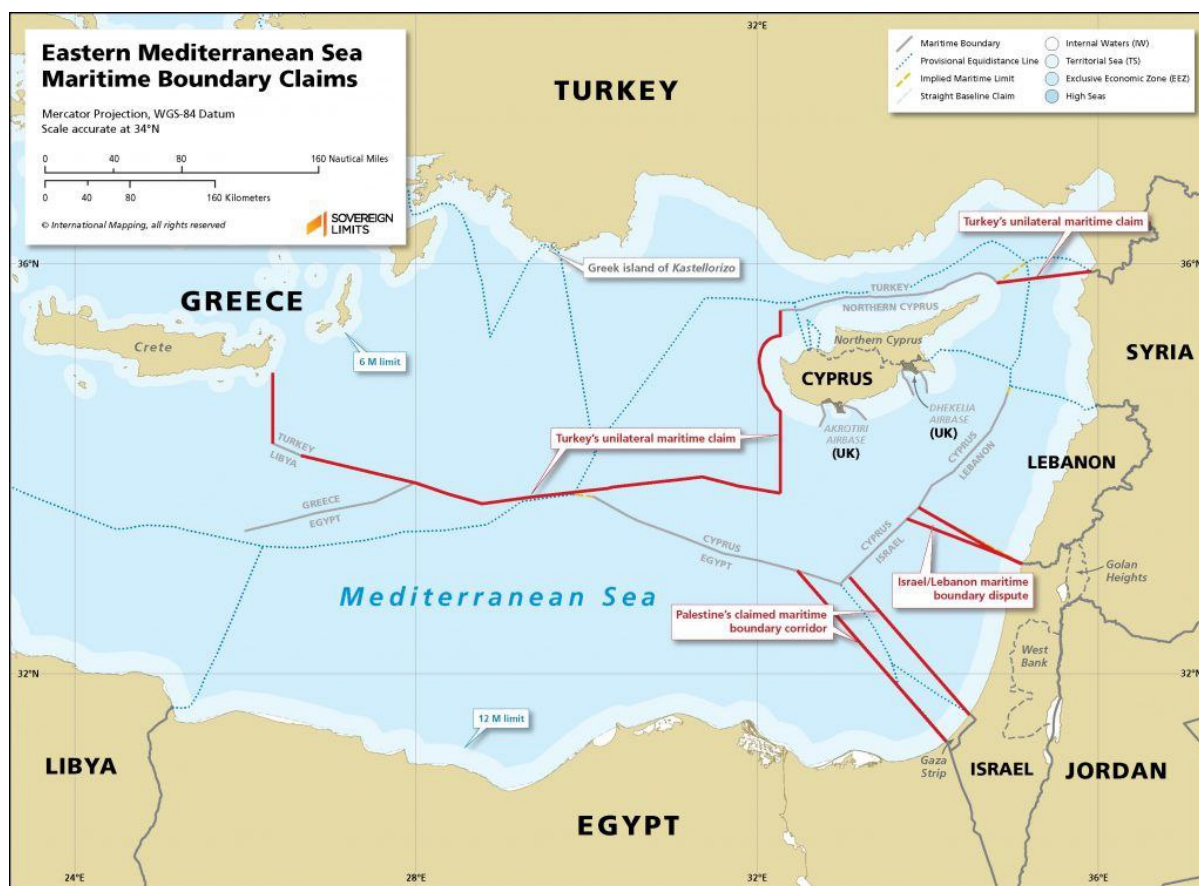 Eastern Mediterranean Sea
Maritime Boundary Claims
Mercator Projection, WGS-84 Datum
Scale accurate at 34°N
0 40 80 160 Nautical Miles
0 40 80 160 Kilometers
© International Mapping, all rights reserved
SOVEREIGN
LIMITS
32°E
Maritime Boundary
Provisional Equidistance Line
Implied Maritime Limit
Straight Baseline Claim
Internal Waters (IW)
Territorial Sea (TS)
Exclusive Economic Zone (EEZ)
High Seas
TURKEY
Turkey's unilateral maritime claim
36°N
36°N
Greek island of Kastellorizo
GREECE
TURKEY
NORTHERN CYPRUS
Crete
6 M limit
Northern Cyprus
SYRIA
CYPRUS
DHEKELIA
AIRBASE
(UK)
AKROTIRI
AIRBASE
(UK)
TURKEY
LIBYA
Turkey's unilateral maritime claim
CYPRUS
LEBANON
LEBANON
GREECE
EGYPT
CYPRUS
EGYPT
CYPRUS
ISRAEL
Israel/Lebanon maritime
boundary dispute
Golan
Heights
Mediterranean Sea
Palestine's claimed maritime
boundary corridor
West
Bank
32°N
32°N
12 M limit
Gaza
Strip
LIBYA
ISRAEL
JORDAN
EGYPT
24°E
28°E
32°E
36°E